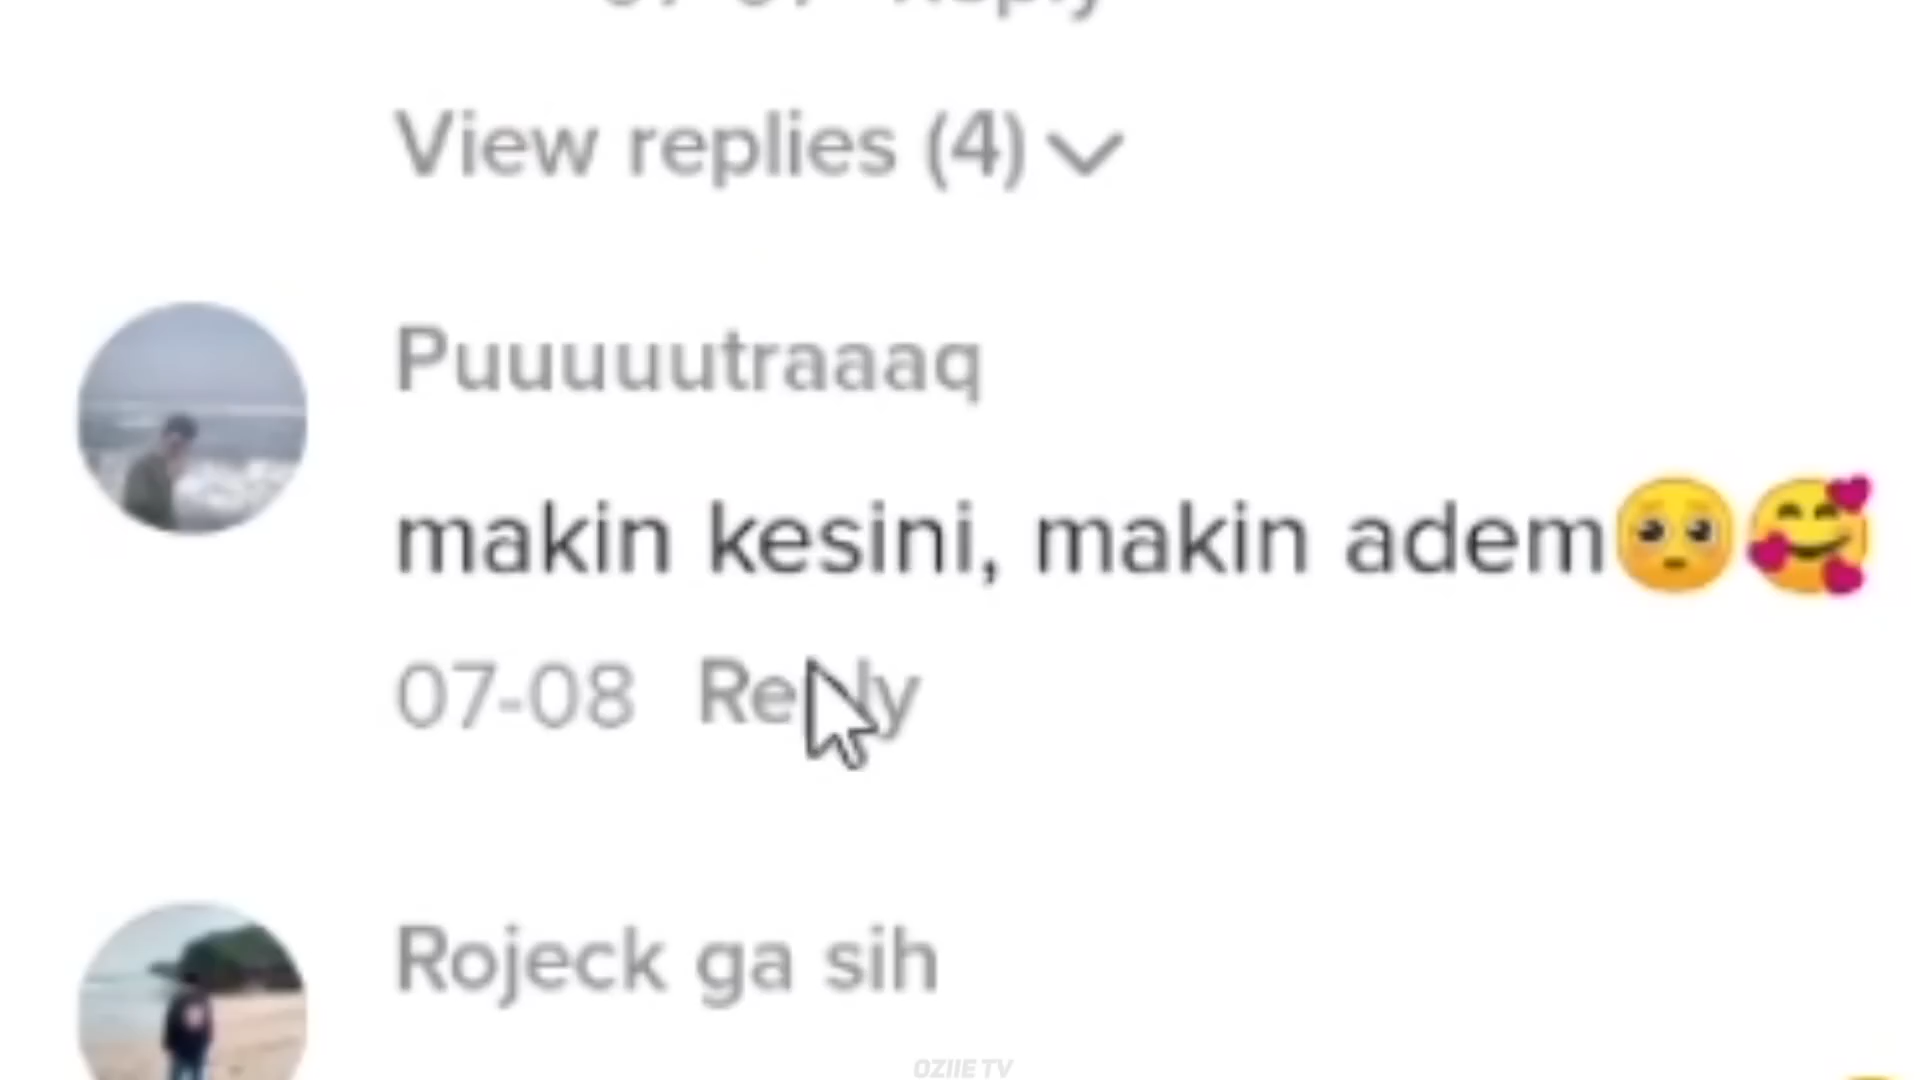 View replies (4)
Puuuuutraaaq
makin kesini, makin adem🥺🥰
07-08 Reply
Rojeck ga sih
OZIIE TV